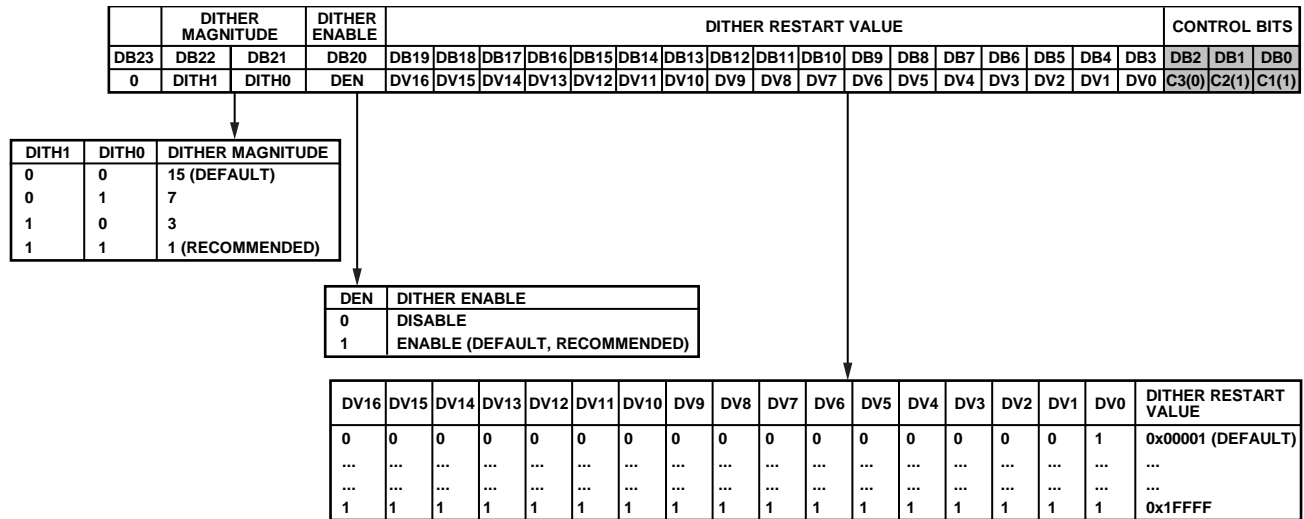 DITHER MAGNITUDE DITHER ENABLE DITHER RESTART VALUE CONTROL BITS
DB23 DB22 DB21 DB20 DB19 DB18 DB17 DB16 DB15 DB14 DB13 DB12 DB11 DB10 DB9 DB8 DB7 DB6 DB5 DB4 DB3 DB2 DB1 DB0
0 DITH1 DITH0 DEN DV16 DV15 DV14 DV13 DV12 DV11 DV10 DV9 DV8 DV7 DV6 DV5 DV4 DV3 DV2 DV1 DV0 C3(0) C2(1) C1(1)
DITH1 DITH0 DITHER MAGNITUDE
0 0 15 (DEFAULT)
0 1 7
1 0 3
1 1 1 (RECOMMENDED)
DEN DITHER ENABLE
0 DISABLE
1 ENABLE (DEFAULT, RECOMMENDED)
DV16 DV15 DV14 DV13 DV12 DV11 DV10 DV9 DV8 DV7 DV6 DV5 DV4 DV3 DV2 DV1 DV0 DITHER RESTART VALUE
0 0 0 0 0 0 0 0 0 0 0 0 0 0 0 0 1 0x00001 (DEFAULT)
... ... ... ... ... ... ... ... ... ... ... ... ... ... ... ... ... ...
... ... ... ... ... ... ... ... ... ... ... ... ... ... ... ... ... ...
1 1 1 1 1 1 1 1 1 1 1 1 1 1 1 1 1 0x1FFFF